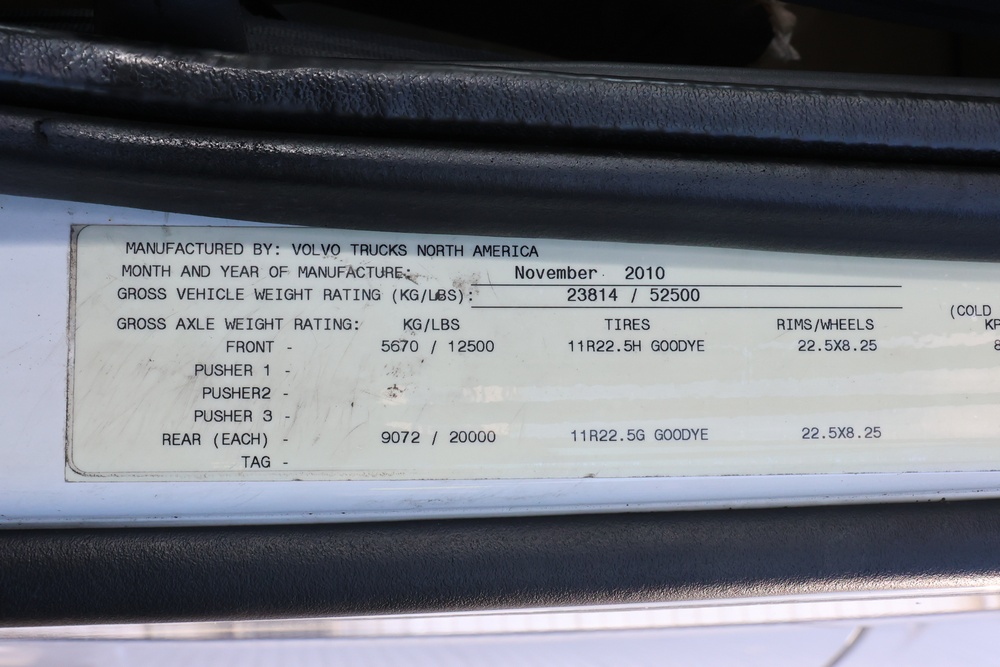 MANUFACTURED BY: VOLVO TRUCKS NORTH AMERICA
MONTH AND YEAR OF MANUFACTURE: November 2010
GROSS VEHICLE WEIGHT RATING (KG/LBS): 23814 / 52500
(COLD
GROSS AXLE WEIGHT RATING: KG/LBS TIRES RIMS/WHEELS
FRONT - 5670 / 12500 11R22.5H GOODYE 22.5X8.25
PUSHER 1 -
PUSHER2 -
PUSHER 3 -
REAR (EACH) - 9072 / 20000 11R22.5G GOODYE 22.5X8.25
TAG -